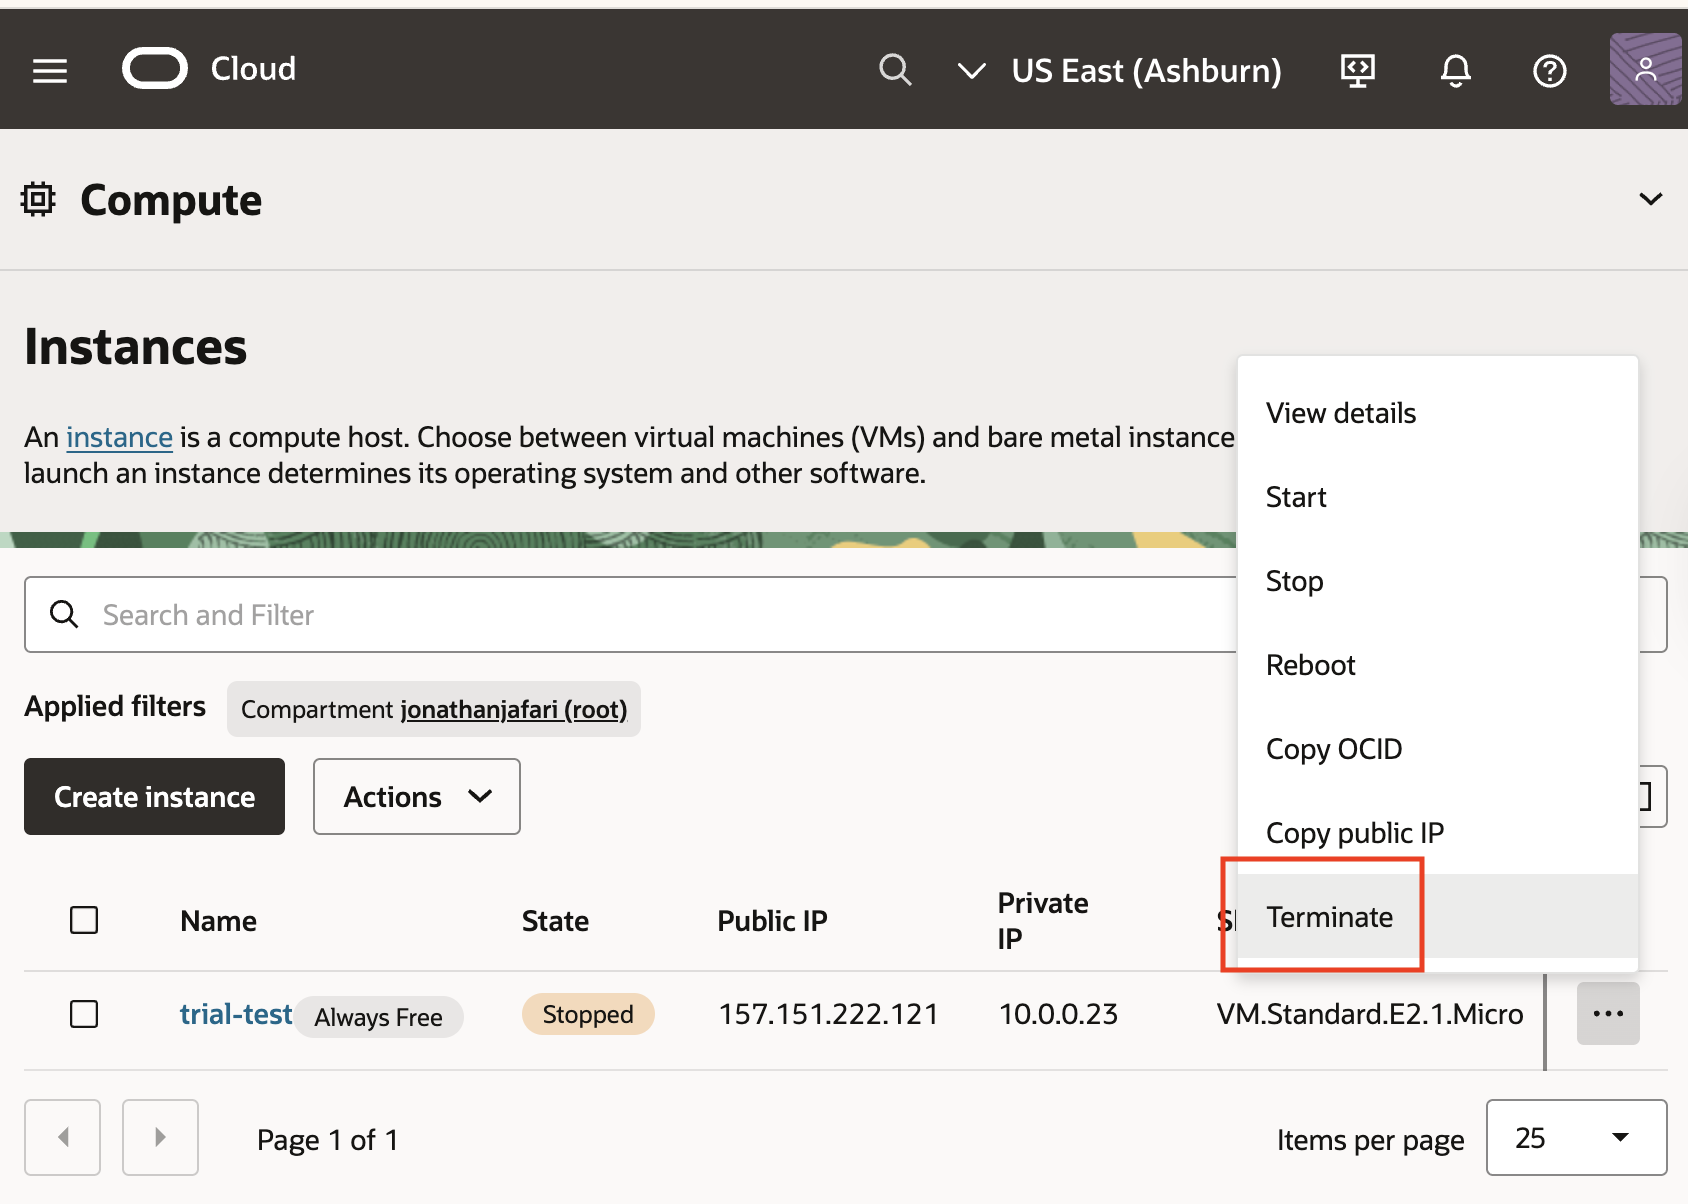 Cloud
US East (Ashburn)
Compute
Instances
An instance is a compute host. Choose between virtual machines (VMs) and bare metal instance
launch an instance determines its operating system and other software.
View details
Start
Stop
Reboot
Copy OCID
Copy public IP
Terminate
Search and Filter
Applied filters
Compartment jonathanjafari (root)
Create instance
Actions
Name
State
Public IP
Private
IP
trial-test
Always Free
Stopped
157.151.222.121
10.0.0.23
VM.Standard.E2.1.Micro
Page 1 of 1
Items per page
25